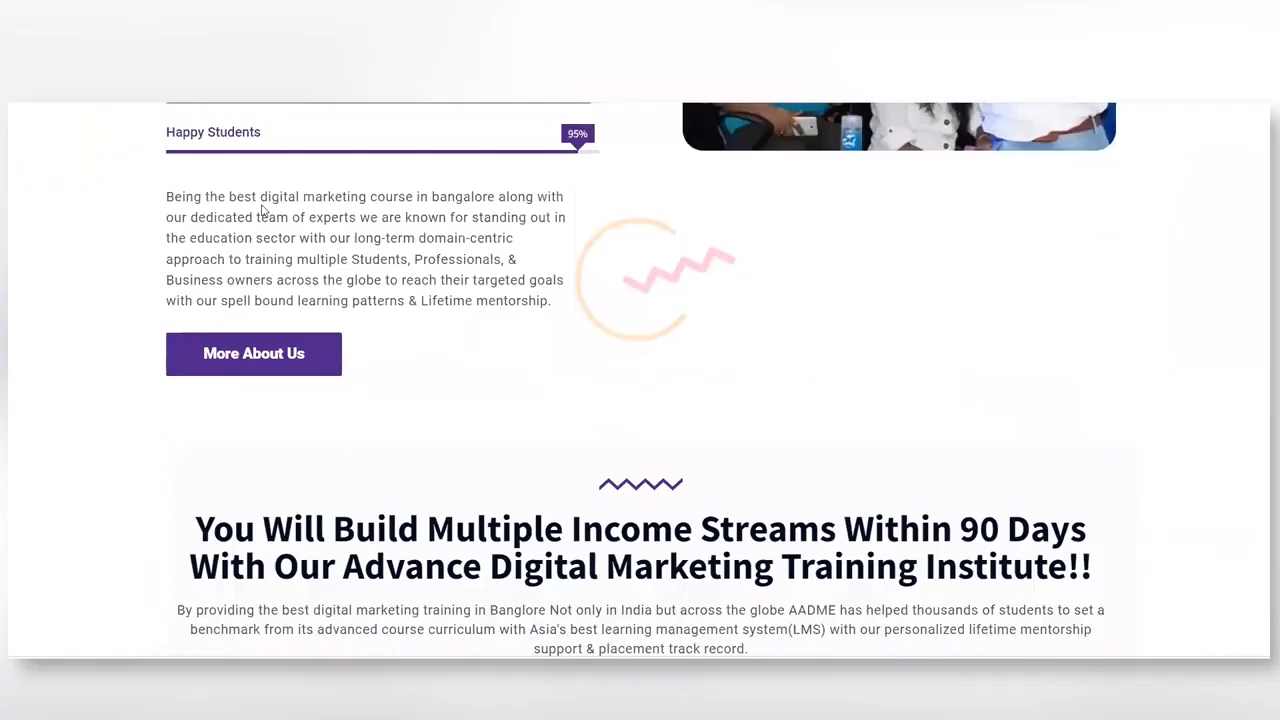 Happy Students
95%
Being the best digital marketing course in bangalore along with
our dedicated team of experts we are known for standing out in
the education sector with our long-term domain-centric
approach to training multiple Students, Professionals, &
Business owners across the globe to reach their targeted goals
with our spell bound learning patterns & Lifetime mentorship.
More About Us
You Will Build Multiple Income Streams Within 90 Days
With Our Advance Digital Marketing Training Institute!!
By providing the best digital marketing training in Banglore Not only in India but across the globe AADME has helped thousands of students to set a
benchmark from its advanced course curriculum with Asia's best learning management system(LMS) with our personalized lifetime mentorship
support & placement track record.